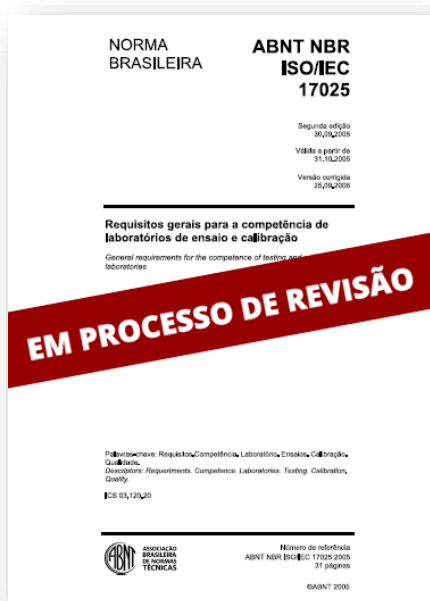 NORMA
BRASILEIRA
ABNT NBR
ISO/IEC
17025
Segunda edição
30.09.2005
Válida a partir de
31.10.2005
Versão corrigida
25.09.2006
Requisitos gerais para a competência de
laboratórios de ensaio e calibração
General requirements for the competence of testing and
laboratories
EM PROCESSO DE REVISÃO
Palavras-chave: Requisitos.Competência. Laboratório. Ensaios. Calibração.
Qualidade.
Descriptors: Requeriments. Competence. Laboratories. Testing. Calibration,
Quality.
ICS 03.120.20
ABNT
ASSOCIAÇÃO
BRASILEIRA
DE NORMAS
TÉCNICAS
Número de referência
ABNT NBR ISO/IEC 17025:2005
31 páginas
©ABNT 2005